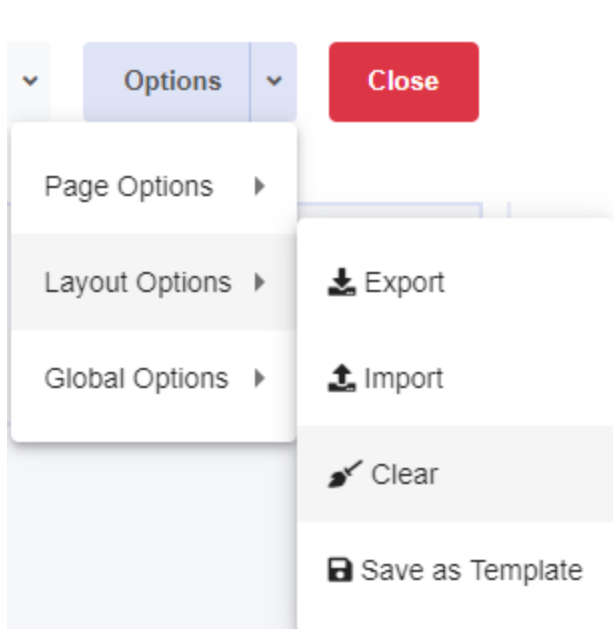 Options
Close
Page Options
Layout Options
Global Options
Export
Import
Clear
Save as Template